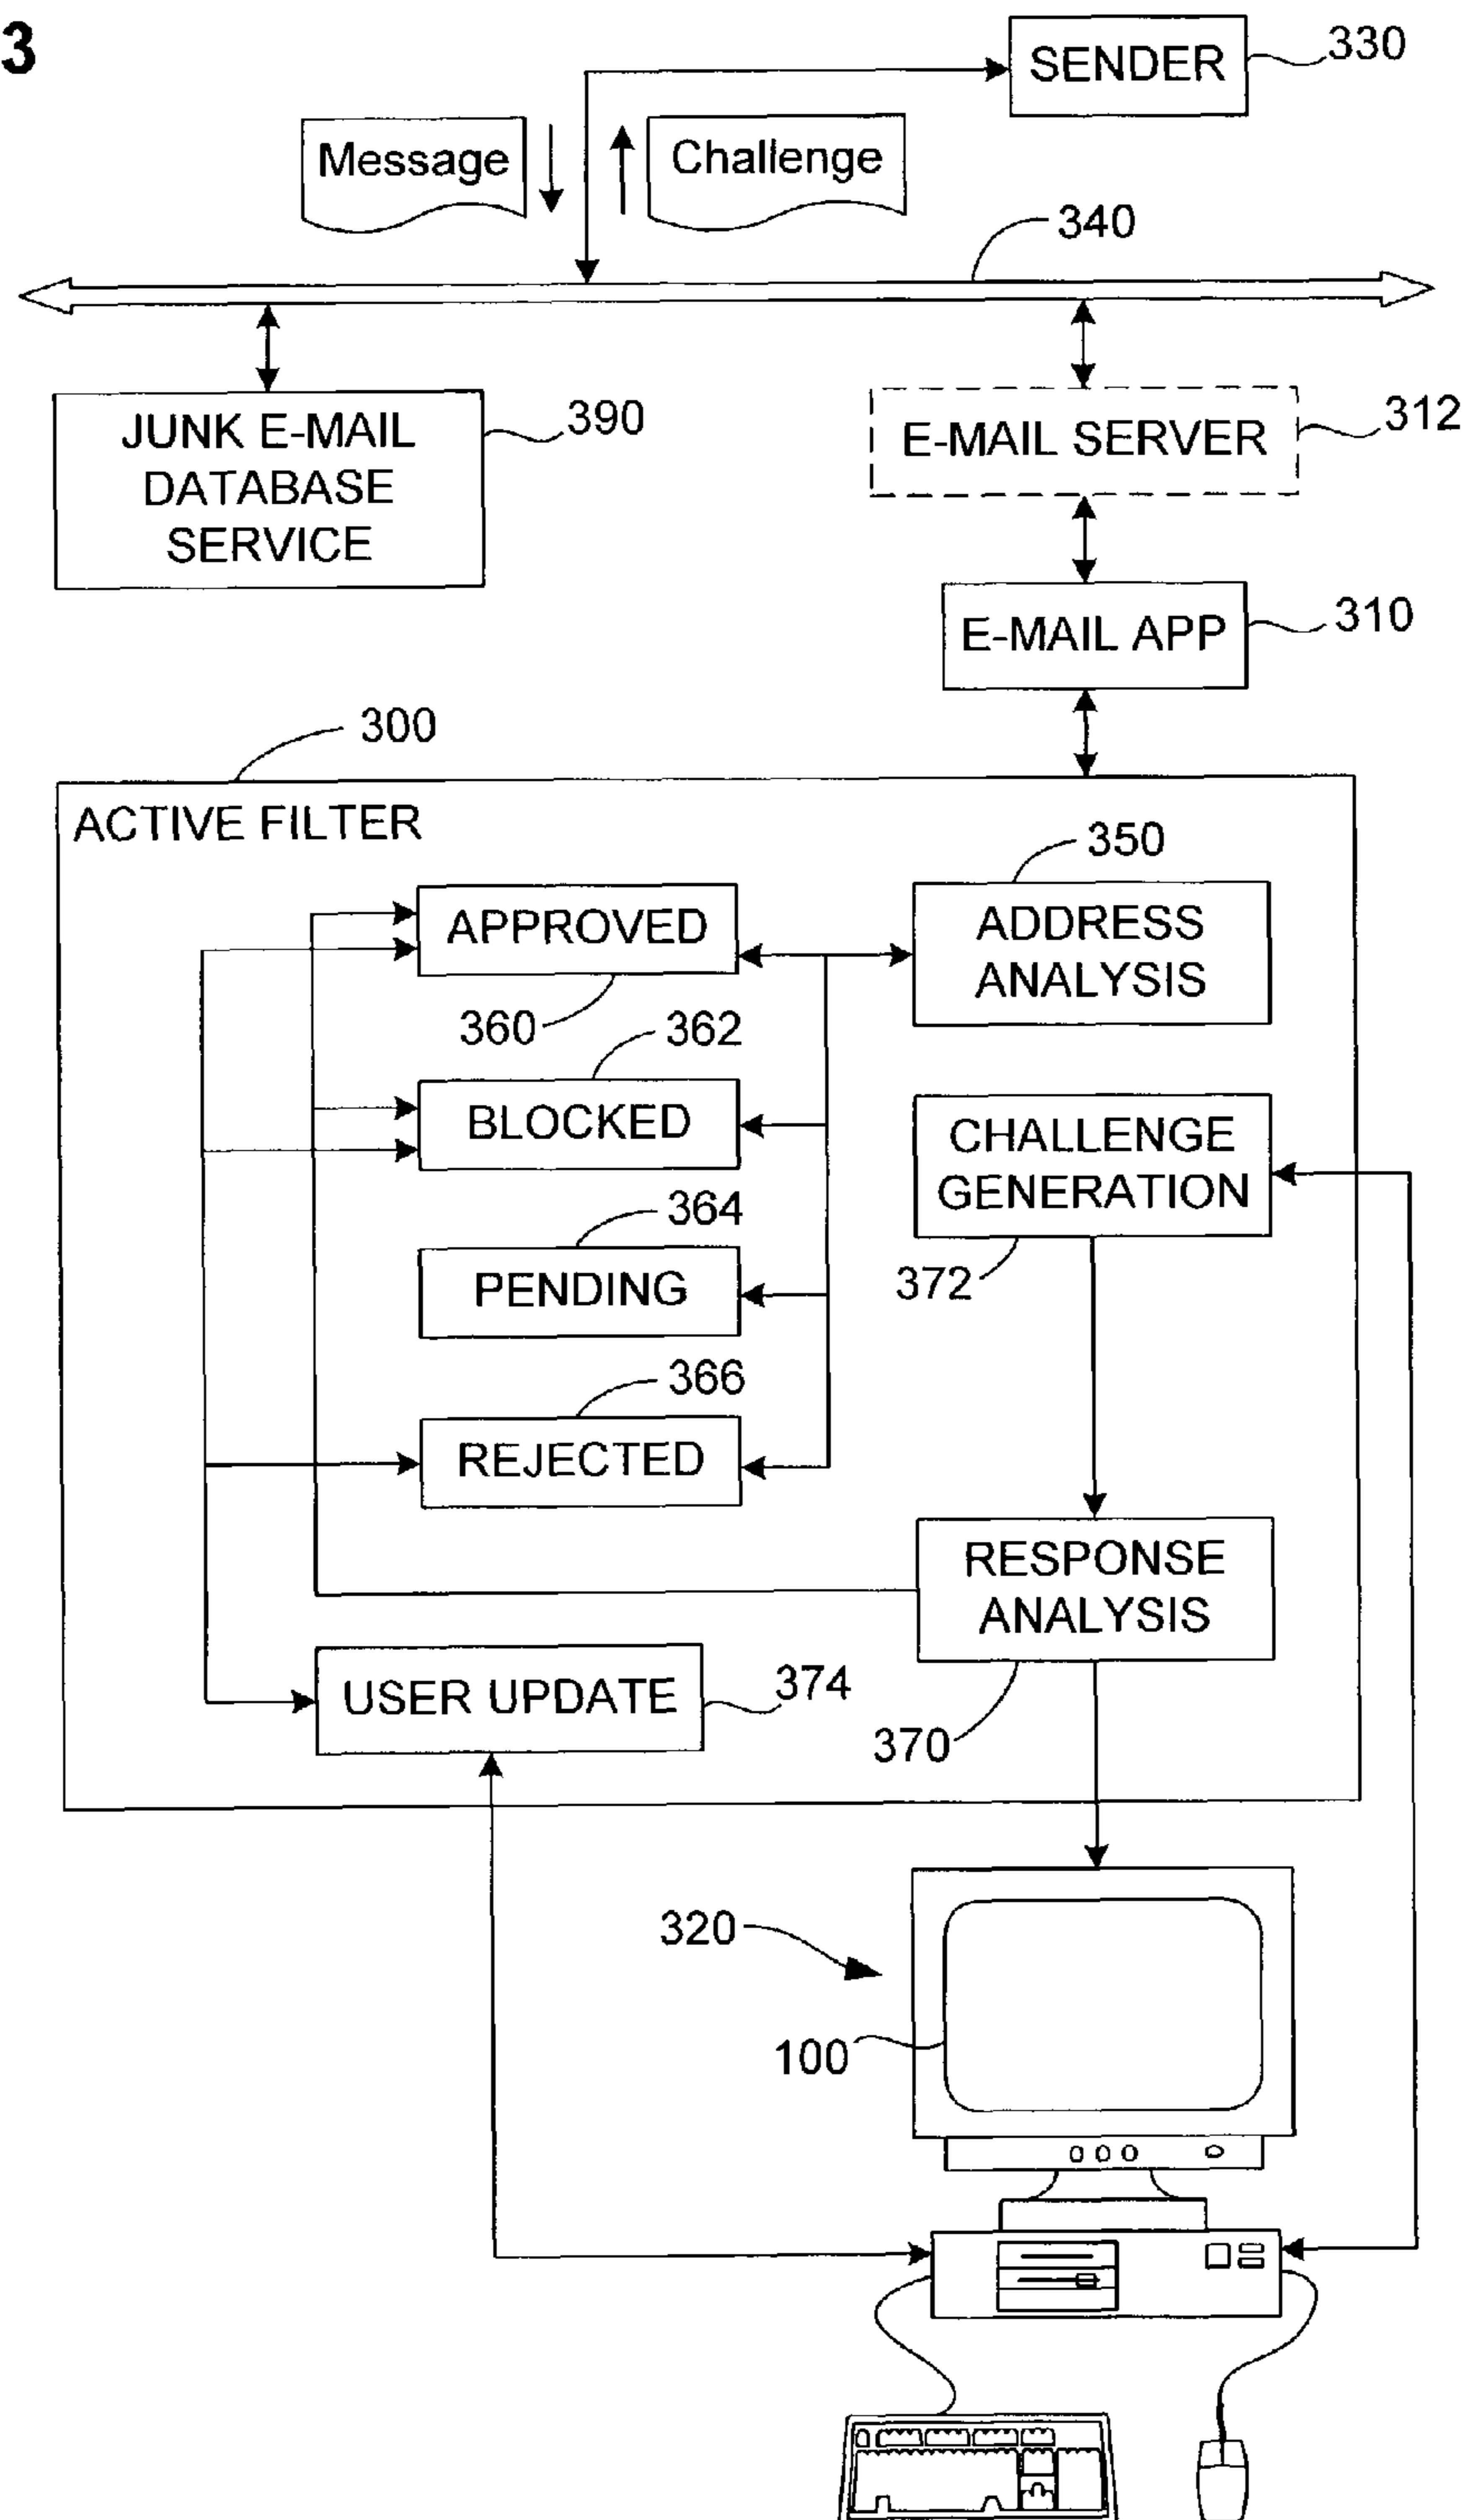 3
SENDER
330
Message
Challenge
340
JUNK E-MAIL
DATABASE
SERVICE
390
E-MAIL SERVER
312
E-MAIL APP
310
300
ACTIVE FILTER
350
APPROVED
ADDRESS
ANALYSIS
360
362
BLOCKED
CHALLENGE
GENERATION
364
372
PENDING
366
REJECTED
RESPONSE
ANALYSIS
USER UPDATE
374
370
320
100